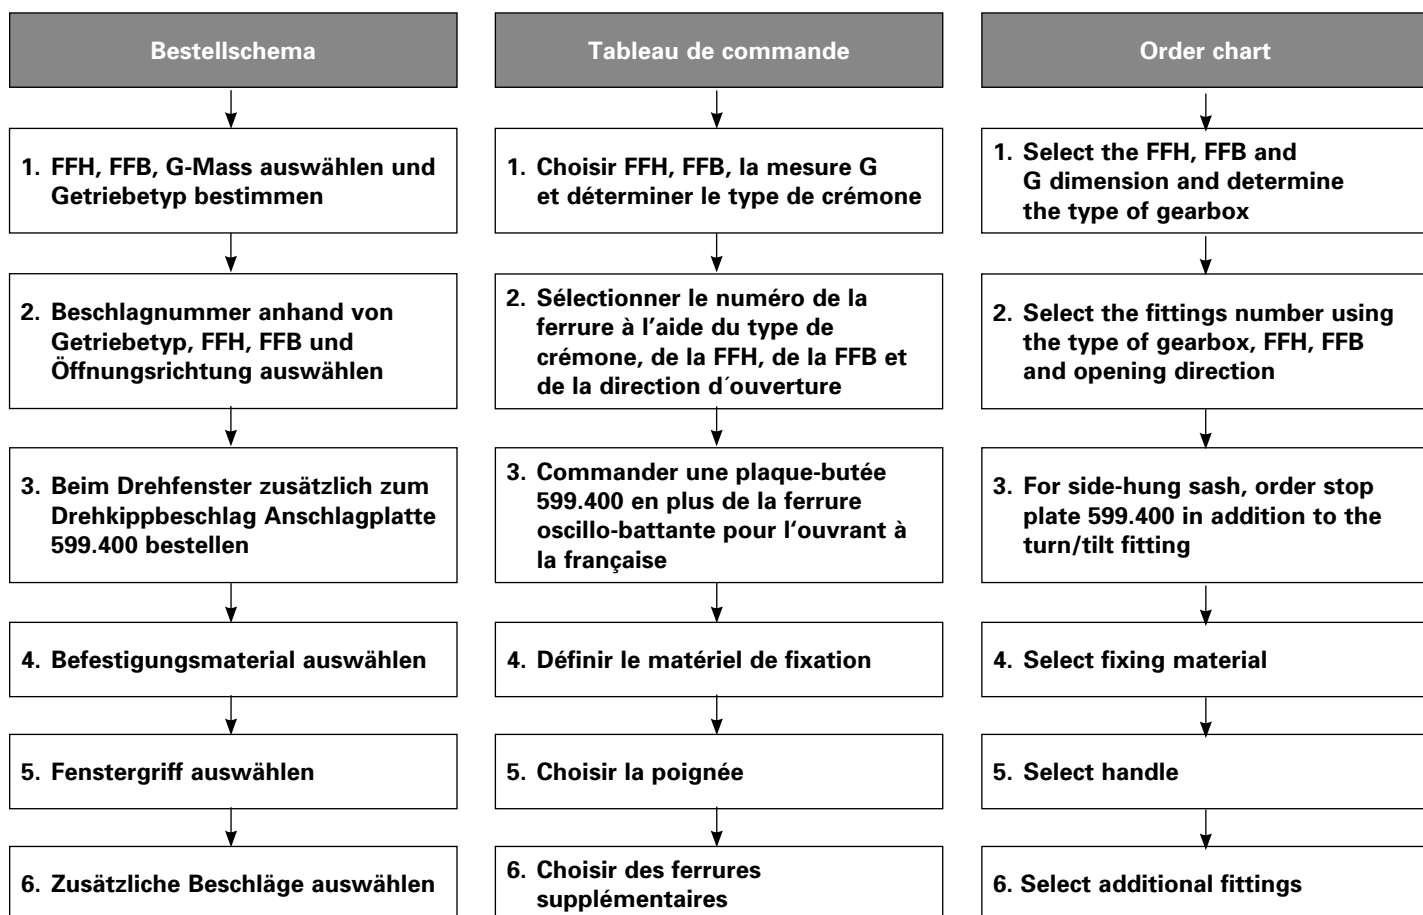 Bestellschema
1. FFH, FFB, G-Mass auswählen und
Getriebetyp bestimmen
2. Beschlagnummer anhand von
Getriebetyp, FFH, FFB und
Öffnungsrichtung auswählen
3. Beim Drehfenster zusätzlich zum
Drehkippbeschlag Anschlagplatte
599.400 bestellen
4. Befestigungsmaterial auswählen
5. Fenstergriff auswählen
6. Zusätzliche Beschläge auswählen
Tableau de commande
1. Choisir FFH, FFB, la mesure G
et déterminer le type de crémone
2. Sélectionner le numéro de la
ferrure à l’aide du type de
crémone, de la FFH, de la FFB et
de la direction d´ouverture
3. Commander une plaque-butée
599.400 en plus de la ferrure
oscillo-battante pour l‘ouvrant à
la française
4. Définir le matériel de fixation
5. Choisir la poignée
6. Choisir des ferrures
supplémentaires
Order chart
1. Select the FFH, FFB and
G dimension and determine
the type of gearbox
2. Select the fittings number using
the type of gearbox, FFH, FFB
and opening direction
3. For side-hung sash, order stop
plate 599.400 in addition to the
turn/tilt fitting
4. Select fixing material
5. Select handle
6. Select additional fittings